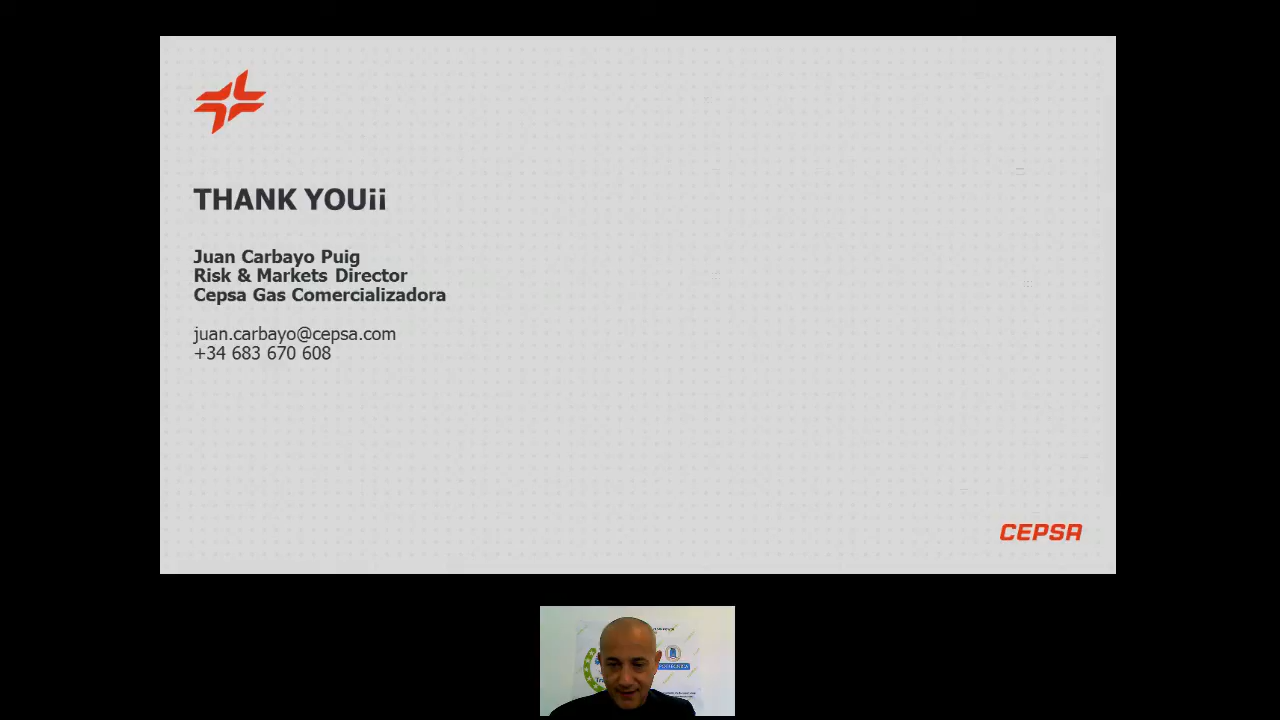 THANK YOUii
Juan Carbayo Puig
Risk & Markets Director
Cepsa Gas Comercializadora
juan.carbayo@cepsa.com
+34 683 670 608
CEPSA